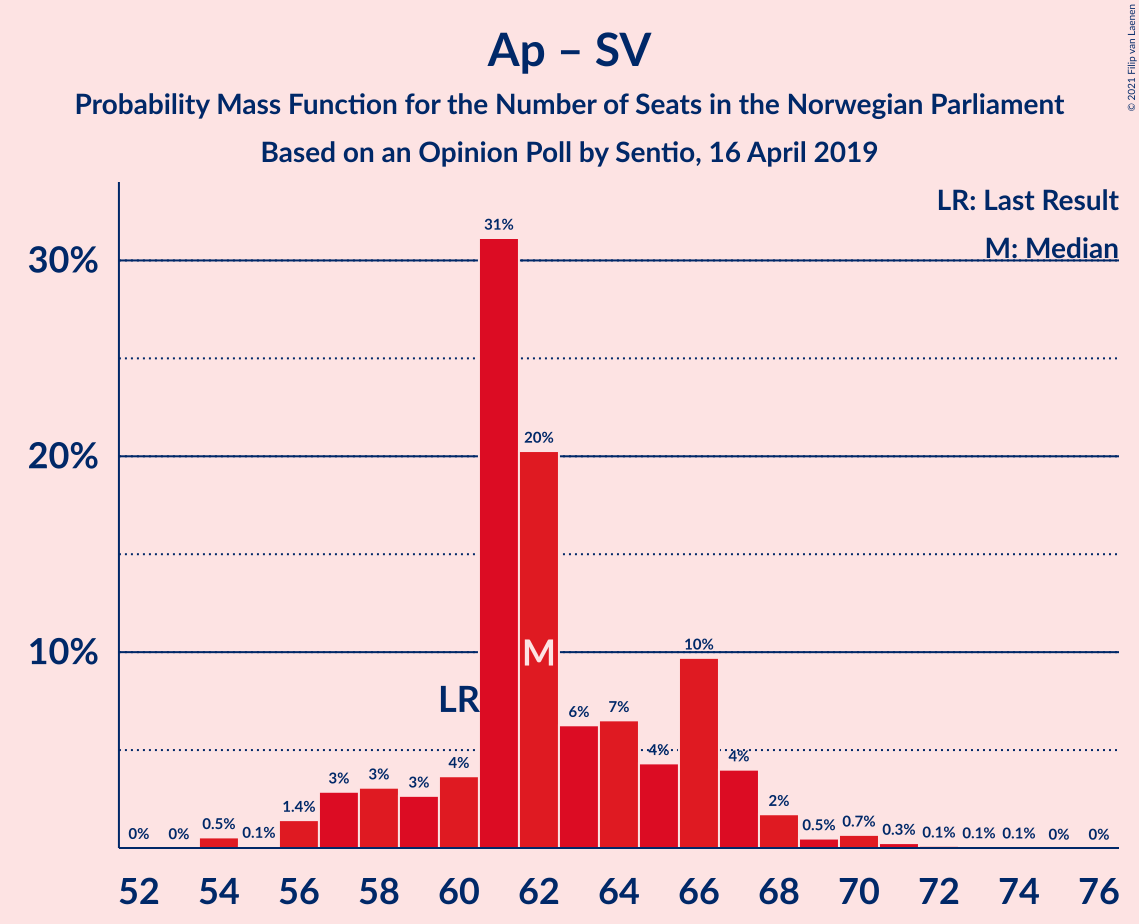 Ap – SV
Probability Mass Function for the Number of Seats in the Norwegian Parliament
Based on an Opinion Poll by Sentio, 16 April 2019
© 2021 Filip van Laenen
LR: Last Result
M: Median
30%
20%
10%
0% 0% 0.5% 0.1% 1.4% 3% 3% 3% 4% 31% 20% 6% 7% 4% 10% 4% 2% 0.5% 0.7% 0.3% 0.1% 0.1% 0.1% 0% 0%
LR
M
52 54 56 58 60 62 64 66 68 70 72 74 76